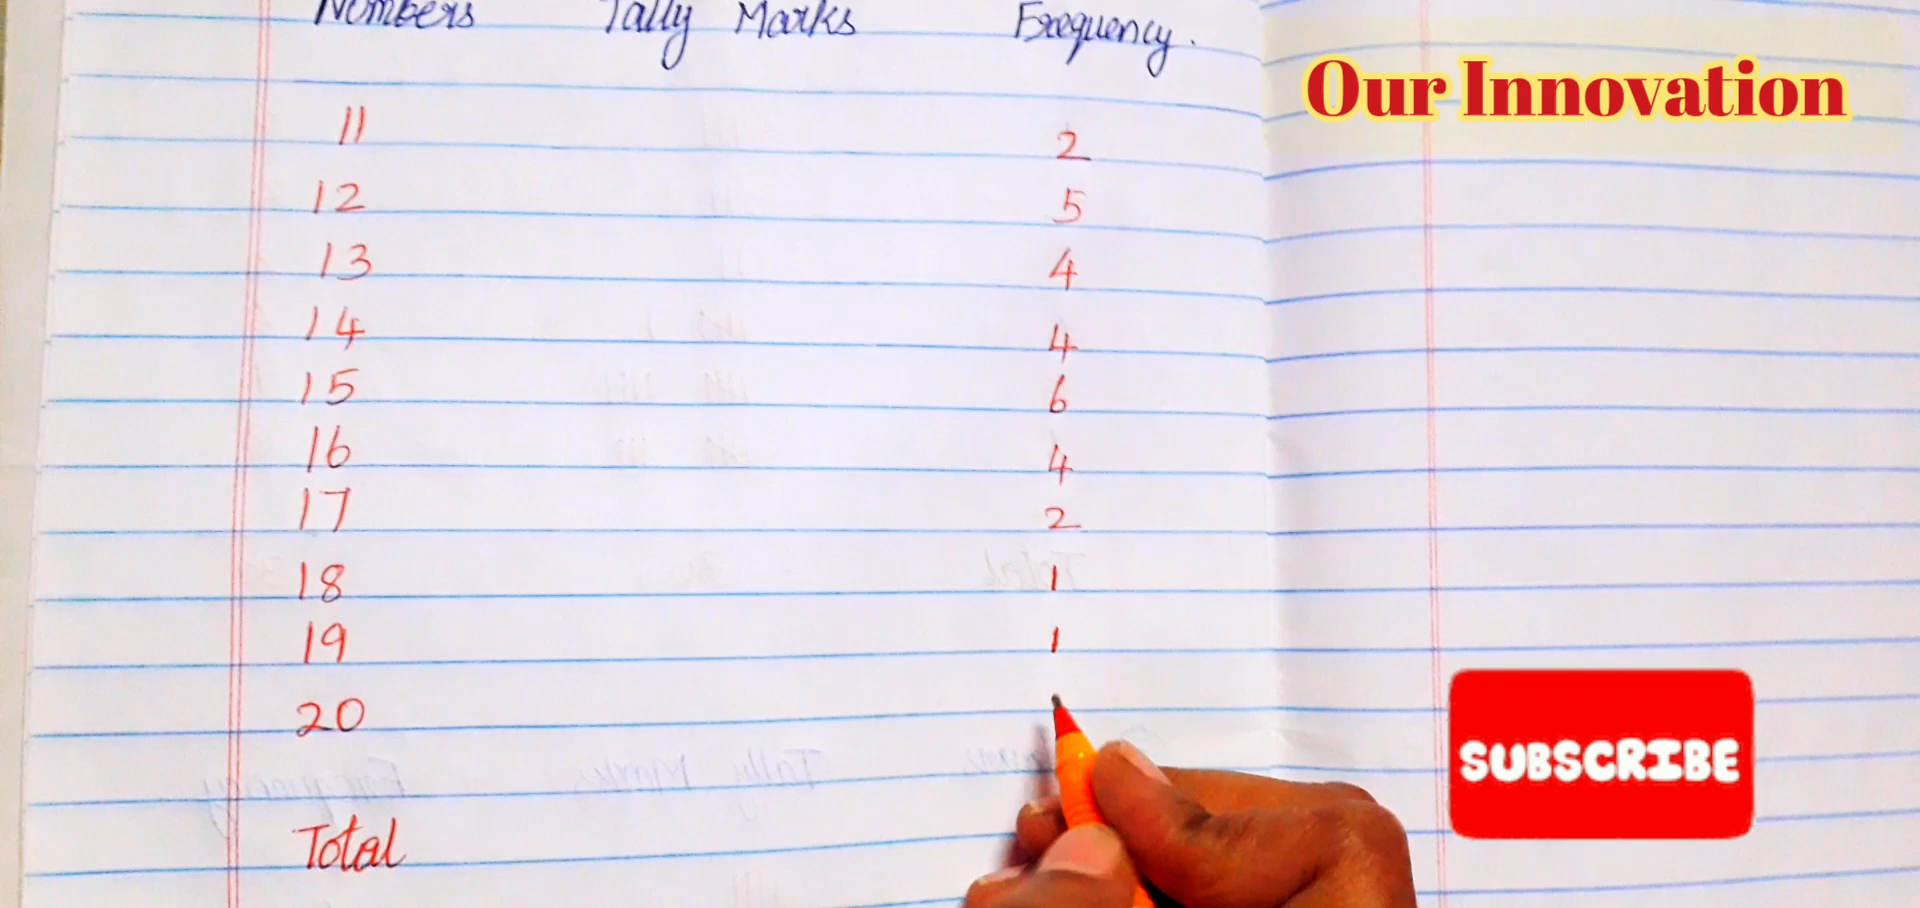 Numbers Tally Marks Frequency.
Our Innovation
11 2
12 5
13 4
14 4
15 6
16 4
17 2
18 1
19 1
20
SUBSCRIBE
Total